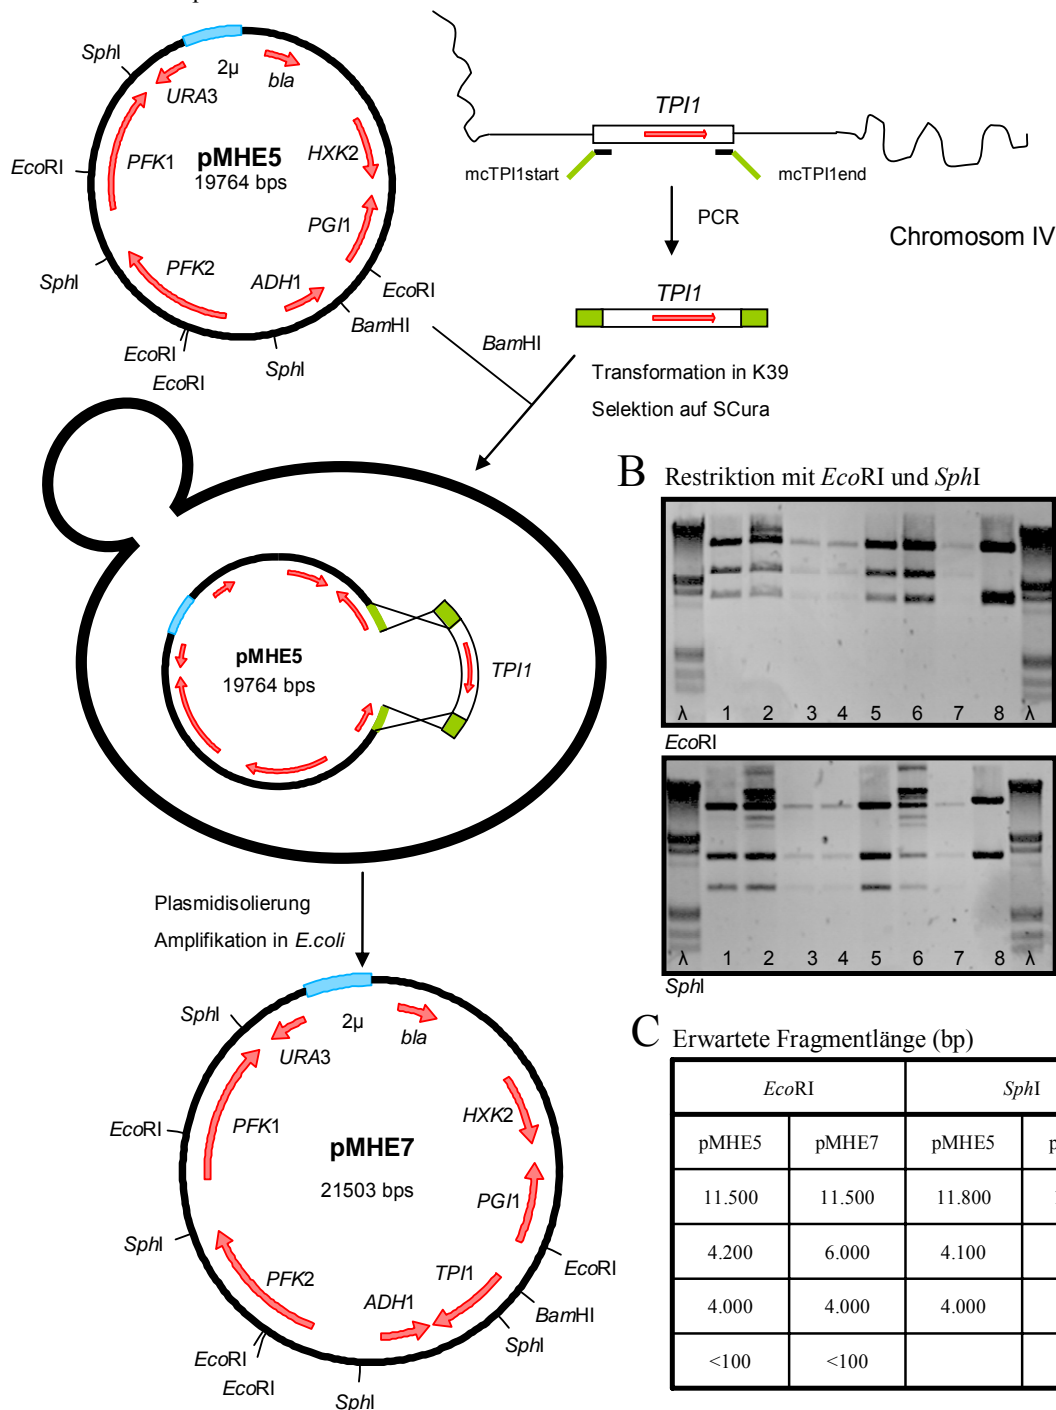 SphI
2µ
bla
URA3
TPI1
pMHE5
19764 bps
HXK2
EcoRI
PFK1
mcTPI1start
mcTPI1end
PCR
PGI1
Chromosom IV
SphI
PFK2
ADH1
EcoRI
TPI1
BamHI
EcoRI
EcoRI
SphI
BamHI
Transformation in K39
Selektion auf SCura
B Restriktion mit EcoRI und SphI
λ 1 2 3 4 5 6 7 8 λ
EcoRI
pMHE5
19764 bps
TPI1
λ 1 2 3 4 5 6 7 8 λ
SphI
Plasmidisolierung
Amplifikation in E.coli
SphI
2µ
bla
URA3
EcoRI
PFK1
HXK2
pMHE7
21503 bps
PGI1
SphI
PFK2
TPI1
EcoRI
ADH1
BamHI
SphI
EcoRI
EcoRI
SphI
C Erwartete Fragmentlänge (bp)
EcoRI SphI
pMHE5 pMHE7 pMHE5
11.500 11.500 11.800
4.200 6.000 4.100
4.000 4.000 4.000
<100 <100